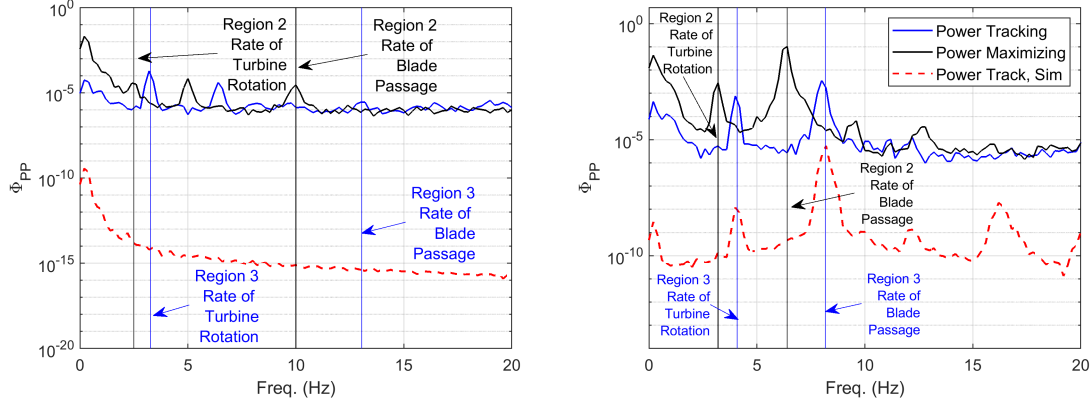 10^0
10^-5
10^-10
10^-15
10^-20
Φ_PP
0
5
10
15
20
Freq. (Hz)
Region 2
Rate of
Turbine
Rotation
Region 2
Rate of
Blade
Passage
Region 3
Rate of
Blade
Passage
Region 3
Rate of
Turbine
Rotation
10^0
10^-5
10^-10
Φ_PP
0
5
10
15
20
Freq. (Hz)
Region 2
Rate of
Turbine
Rotation
Power Tracking
Power Maximizing
Power Track, Sim
Region 2
Rate of
Blade
Passage
Region 3
Rate of
Turbine
Rotation
Region 3
Rate of
Blade
Passage